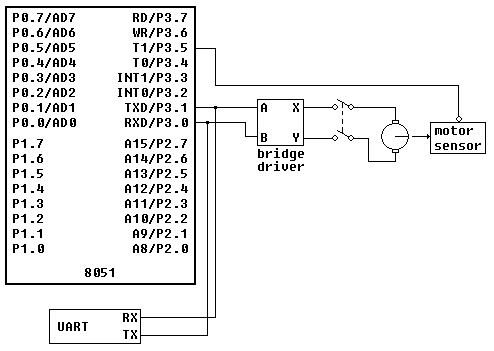 P0.7/AD7 RD/P3.7
P0.6/AD6 WR/P3.6
P0.5/AD5 T1/P3.5
P0.4/AD4 T0/P3.4
P0.3/AD3 INT1/P3.3
P0.2/AD2 INT0/P3.2
P0.1/AD1 TXD/P3.1
P0.0/AD0 RXD/P3.0
P1.7 A15/P2.7
P1.6 A14/P2.6
P1.5 A13/P2.5
P1.4 A12/P2.4
P1.3 A11/P2.3
P1.2 A10/P2.2
P1.1 A9/P2.1
P1.0 A8/P2.0
8051
A X
B Y
bridge
driver
motor
sensor
UART
RX
TX